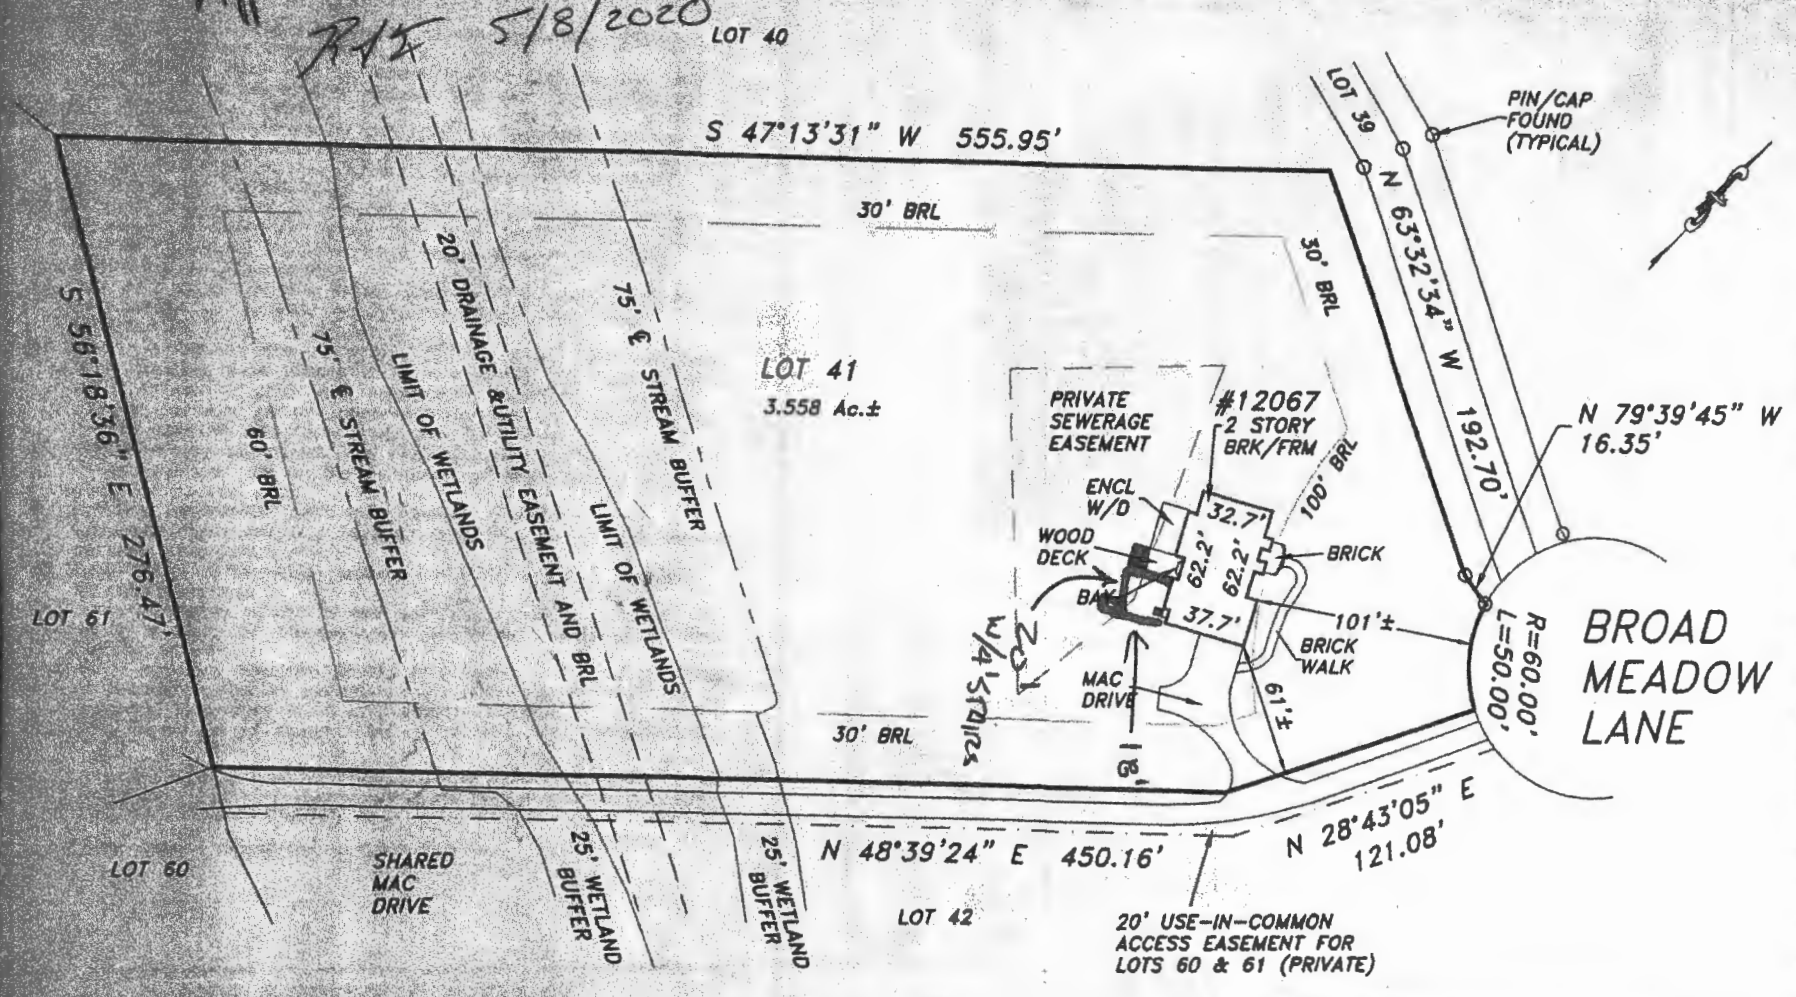 5/8/2020
LOT 40
LOT 39
PIN/CAP
FOUND
(TYPICAL)
S 47°13'31" W 555.95'
30' BRL
30' BRL
N 63°32'34" W 192.70'
N 79°39'45" W
16.35'
S 56°18'36" E 276.47'
60' BRL
75' ℄ STREAM BUFFER
LIMIT OF WETLANDS
20' DRAINAGE &UTILITY EASEMENT AND BRL
LIMIT OF WETLANDS
75' ℄ STREAM BUFFER
LOT 41
3.558 Ac.±
PRIVATE
SEWERAGE
EASEMENT
#12067
2 STORY
BRK/FRM
100' BRL
ENCL
W/D
WOOD
DECK
BAY
32.7'
62.2'
62.2'
37.7'
BRICK
101'±
BRICK
WALK
61'±
MAC
DRIVE
W/4' STAIRS
18'
R=60.00'
L=50.00'
BROAD
MEADOW
LANE
LOT 61
30' BRL
LOT 60
SHARED
MAC
DRIVE
25' WETLAND
BUFFER
25' WETLAND
BUFFER
N 48°39'24" E 450.16'
N 28°43'05" E
121.08'
LOT 42
20' USE-IN-COMMON
ACCESS EASEMENT FOR
LOTS 60 & 61 (PRIVATE)